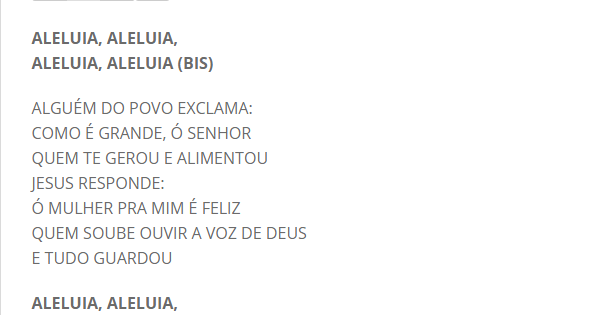 ALELUIA, ALELUIA,
ALELUIA, ALELUIA (BIS)
ALGUÉM DO POVO EXCLAMA:
COMO É GRANDE, Ó SENHOR
QUEM TE GEROU E ALIMENTOU
JESUS RESPONDE:
Ó MULHER PRA MIM É FELIZ
QUEM SOUBE OUVIR A VOZ DE DEUS
E TUDO GUARDOU
ALELUIA, ALELUIA,